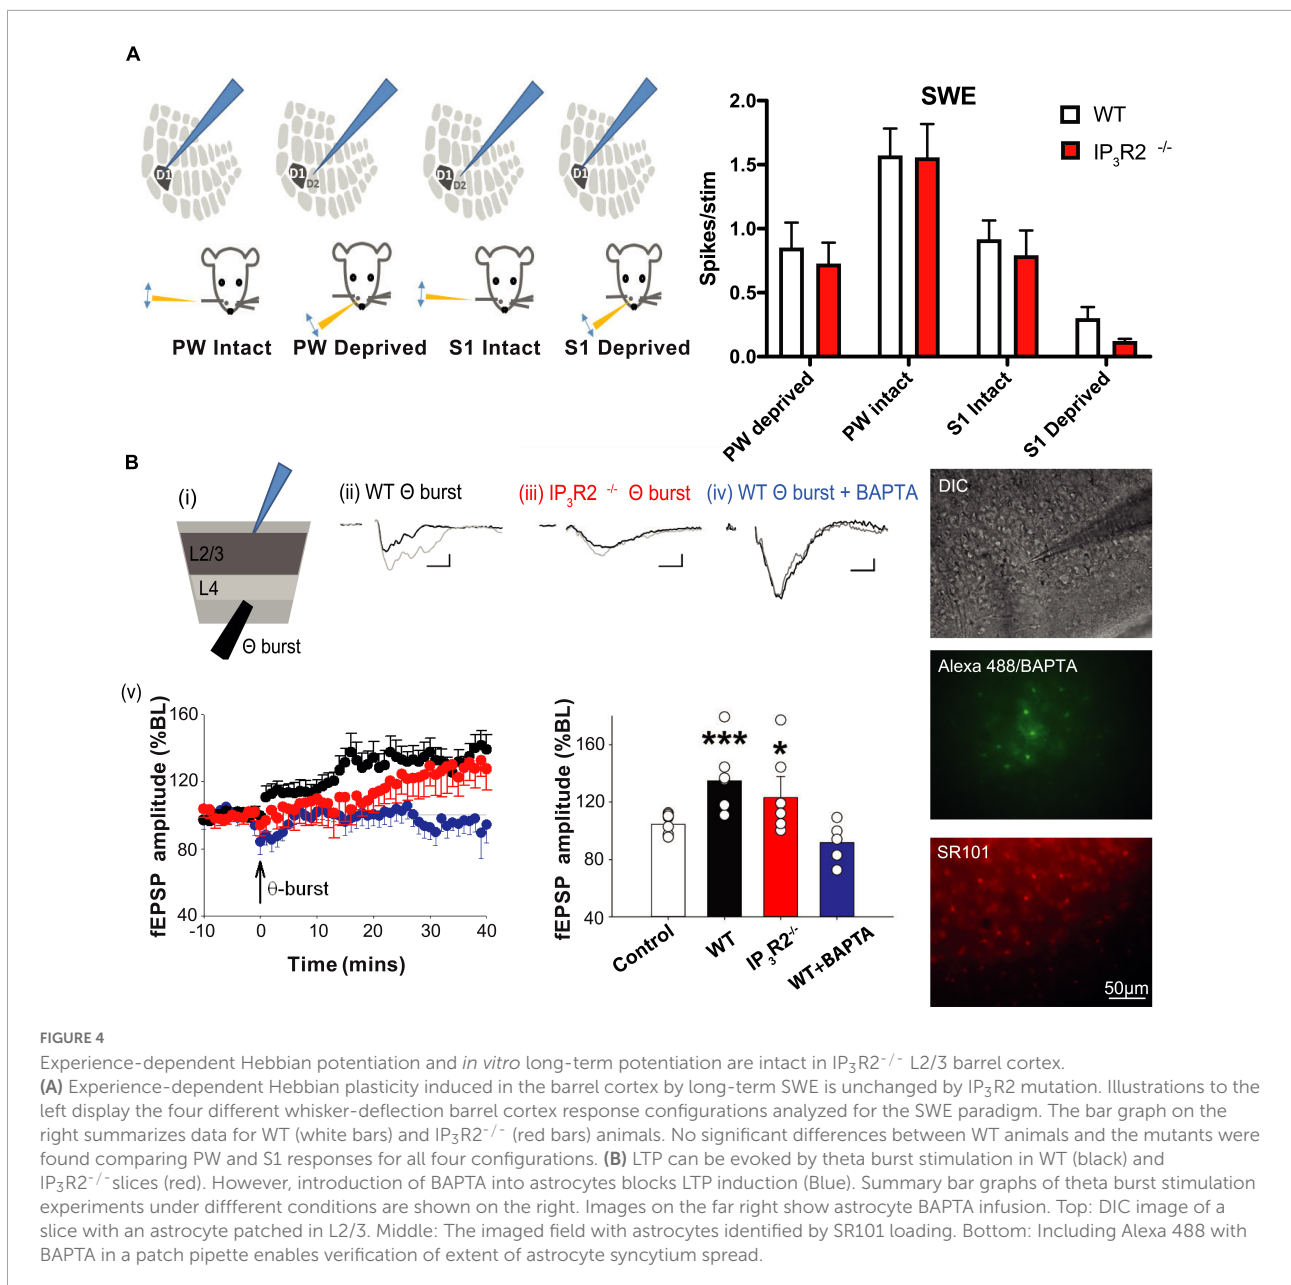 A
D1
D1
D2
D2
D1
PW Intact
PW Deprived
S1 Intact
S1 Deprived
SWE
WT
IP3R2 -/-
Spikes/stim
2.0
1.5
1.0
0.5
0.0
PW deprived
PW intact
S1 Intact
S1 Deprived
B
(i)
L2/3
L4
Θ burst
(ii) WT Θ burst
(iii) IP3R2 -/- Θ burst
(iv) WT Θ burst + BAPTA
DIC
Alexa 488/BAPTA
SR101
50µm
(v)
fEPSP amplitude (%BL)
160
120
80
40
θ-burst
-10
0
10
20
30
40
Time (mins)
fEPSP amplitude (%BL)
160
120
80
40
***
*
Control
WT
IP3R2-/-
WT+BAPTA
FIGURE 4
Experience-dependent Hebbian potentiation and in vitro long-term potentiation are intact in IP3R2-/- L2/3 barrel cortex.
(A) Experience-dependent Hebbian plasticity induced in the barrel cortex by long-term SWE is unchanged by IP3R2 mutation. Illustrations to the
left display the four different whisker-deflection barrel cortex response configurations analyzed for the SWE paradigm. The bar graph on the
right summarizes data for WT (white bars) and IP3R2-/- (red bars) animals. No significant differences between WT animals and the mutants were
found comparing PW and S1 responses for all four configurations. (B) LTP can be evoked by theta burst stimulation in WT (black) and
IP3R2-/-slices (red). However, introduction of BAPTA into astrocytes blocks LTP induction (Blue). Summary bar graphs of theta burst stimulation
experiments under diffferent conditions are shown on the right. Images on the far right show astrocyte BAPTA infusion. Top: DIC image of a
slice with an astrocyte patched in L2/3. Middle: The imaged field with astrocytes identified by SR101 loading. Bottom: Including Alexa 488 with
BAPTA in a patch pipette enables verification of extent of astrocyte syncytium spread.